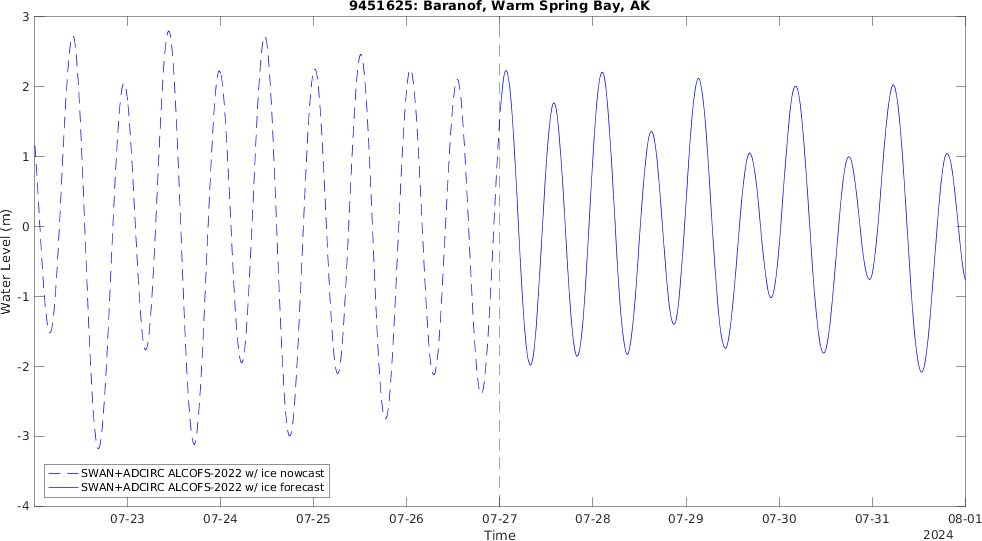 9451625: Baranof, Warm Spring Bay, AK
3
2
1
0
-1
-2
-3
-4
Water Level (m)
SWAN+ADCIRC ALCOFS-2022 w/ ice nowcast
SWAN+ADCIRC ALCOFS-2022 w/ ice forecast
07-23 07-24 07-25 07-26 07-27 07-28 07-29 07-30 07-31 08-01
Time
2024